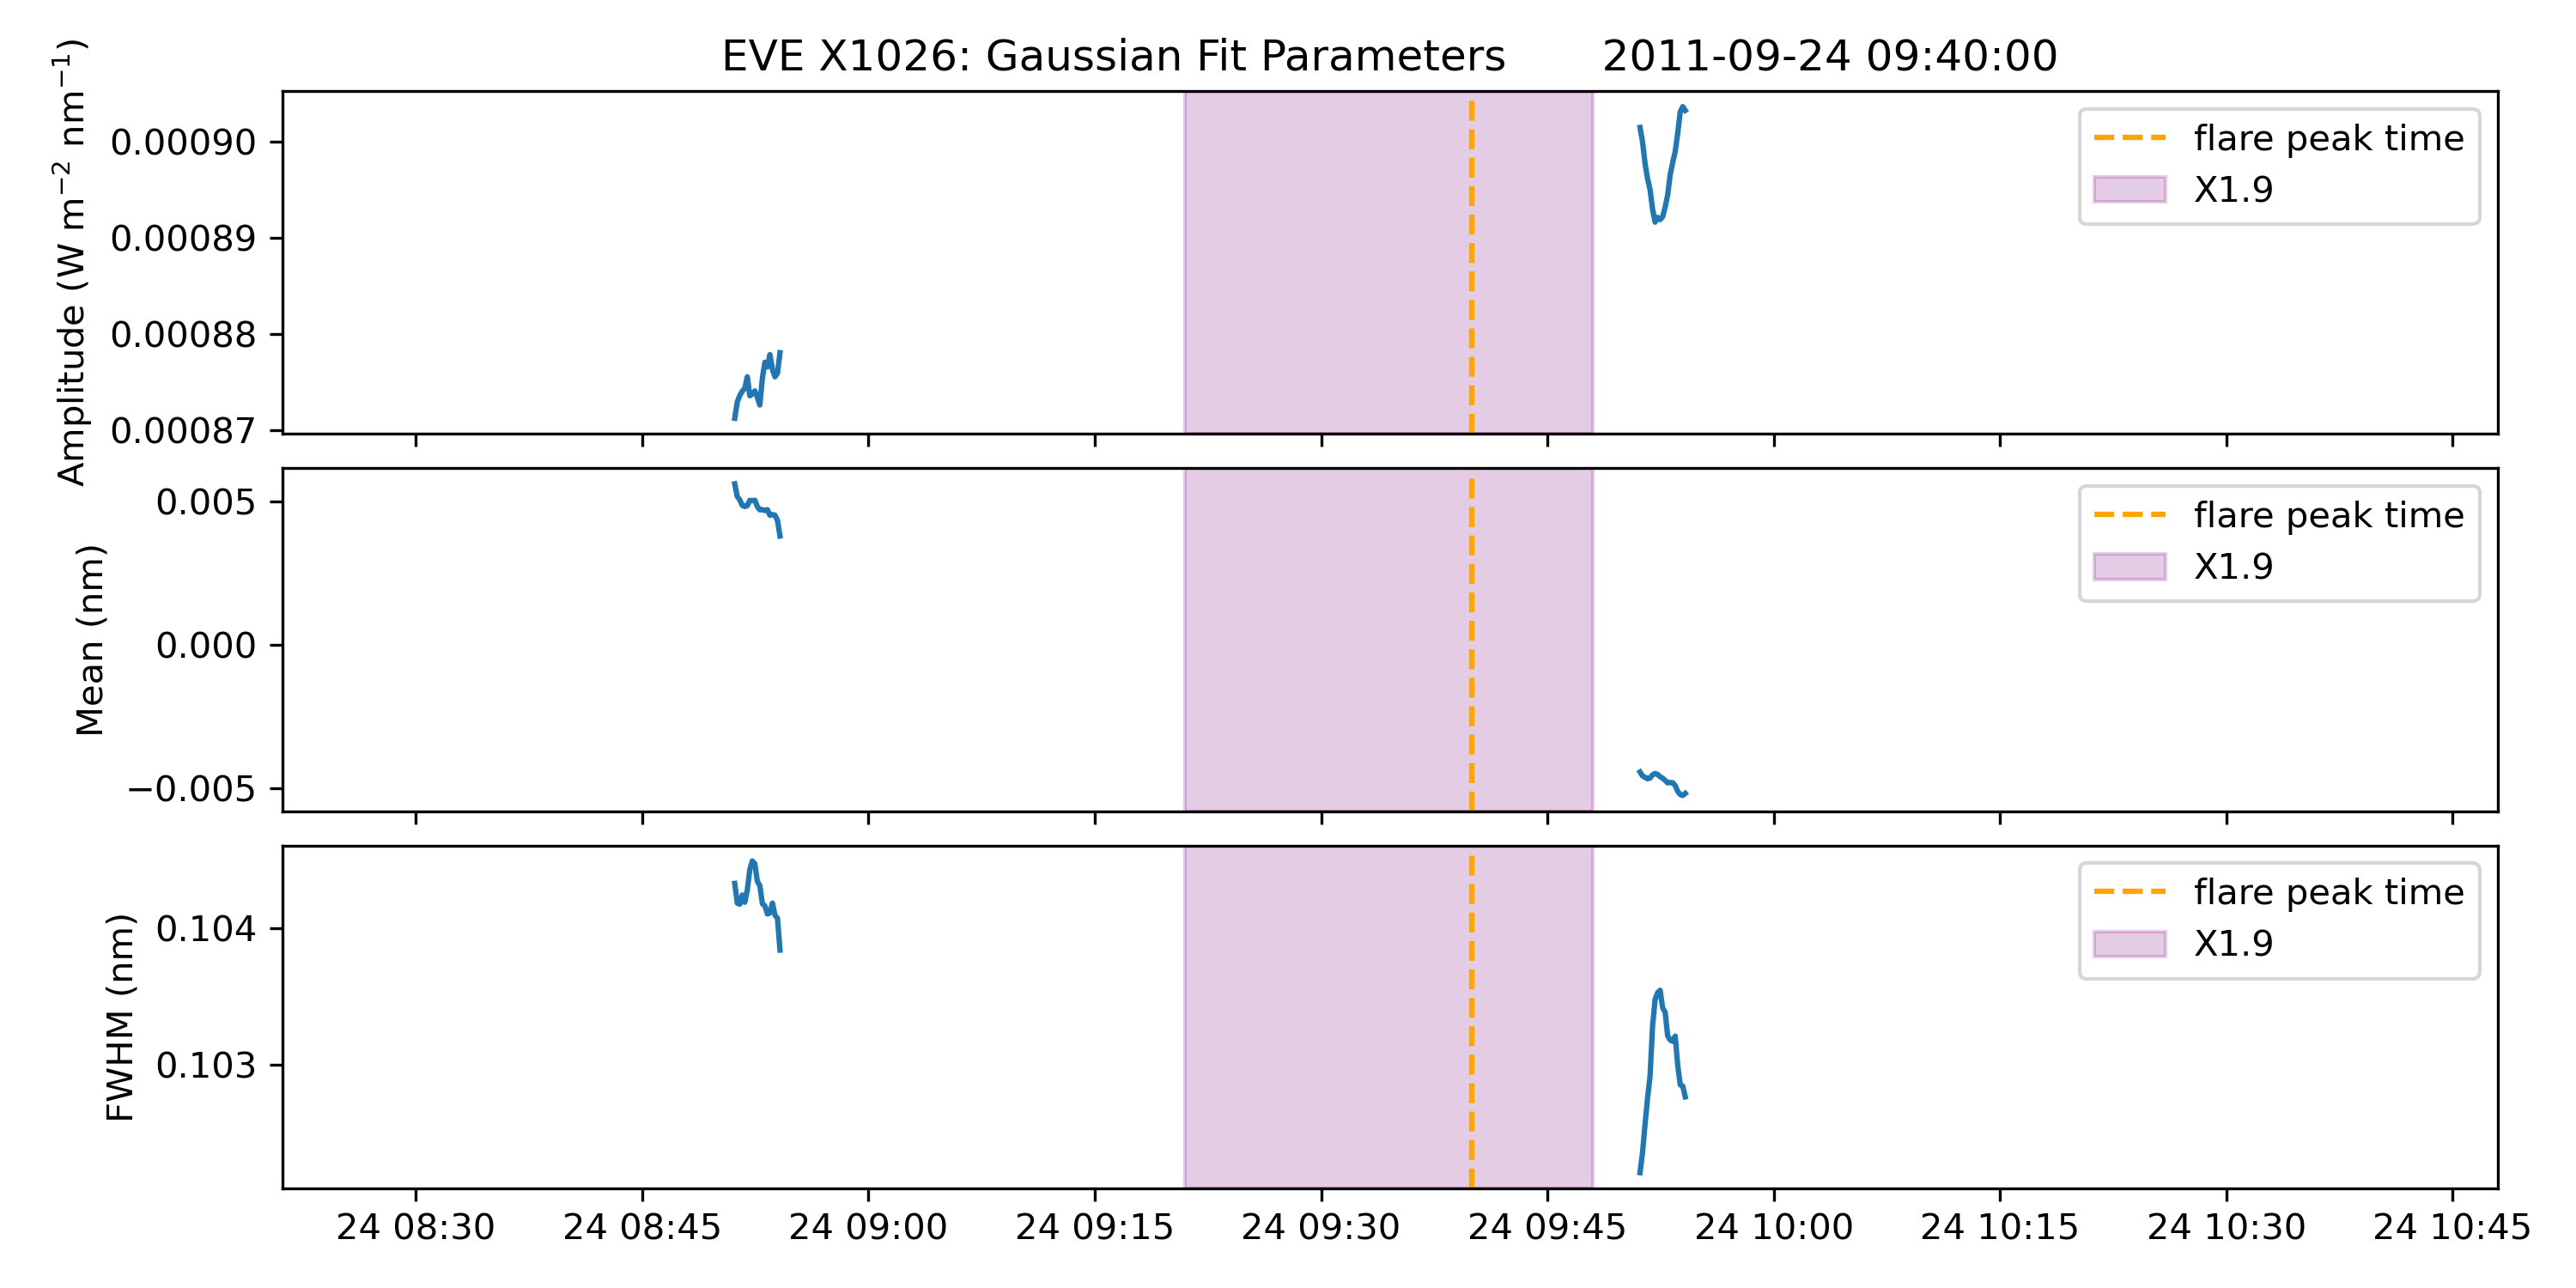 EVE X1026: Gaussian Fit Parameters 2011-09-24 09:40:00
Amplitude (W m⁻² nm⁻¹)
0.00090
0.00089
0.00088
0.00087
flare peak time
X1.9
Mean (nm)
0.005
0.000
−0.005
flare peak time
X1.9
FWHM (nm)
0.104
0.103
flare peak time
X1.9
24 08:30 24 08:45 24 09:00 24 09:15 24 09:30 24 09:45 24 10:00 24 10:15 24 10:30 24 10:45